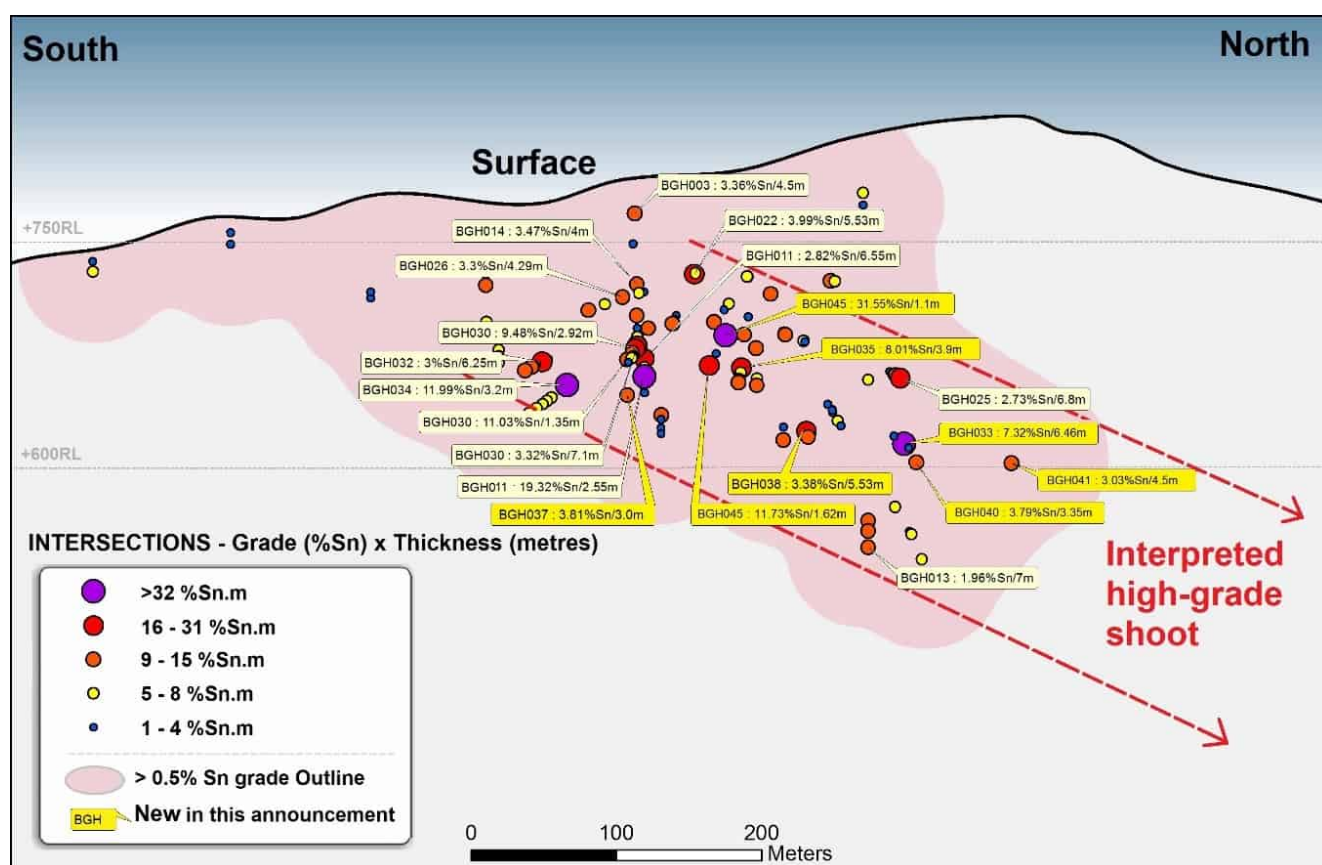 South
North
Surface
BGH003 : 3.36%Sn/4.5m
+750RL
BGH022 : 3.99%Sn/5.53m
BGH014 : 3.47%Sn/4m
BGH011 : 2.82%Sn/6.55m
BGH026 : 3.3%Sn/4.29m
BGH045 : 31.55%Sn/1.1m
BGH030 : 9.48%Sn/2.92m
BGH035 : 8.01%Sn/3.9m
BGH032 : 3%Sn/6.25m
BGH034 : 11.99%Sn/3.2m
BGH025 : 2.73%Sn/6.8m
BGH030 : 11.03%Sn/1.35m
BGH033 : 7.32%Sn/6.46m
BGH030 : 3.32%Sn/7.1m
+600RL
BGH011 : 19.32%Sn/2.55m
BGH038 : 3.38%Sn/5.53m
BGH041 : 3.03%Sn/4.5m
BGH037 : 3.81%Sn/3.0m
BGH045 : 11.73%Sn/1.62m
BGH040 : 3.79%Sn/3.35m
BGH013 : 1.96%Sn/7m
Interpreted
high-grade
shoot
INTERSECTIONS - Grade (%Sn) x Thickness (metres)
>32 %Sn.m
16 - 31 %Sn.m
9 - 15 %Sn.m
5 - 8 %Sn.m
1 - 4 %Sn.m
> 0.5% Sn grade Outline
BGH New in this announcement
0 100 200
Meters